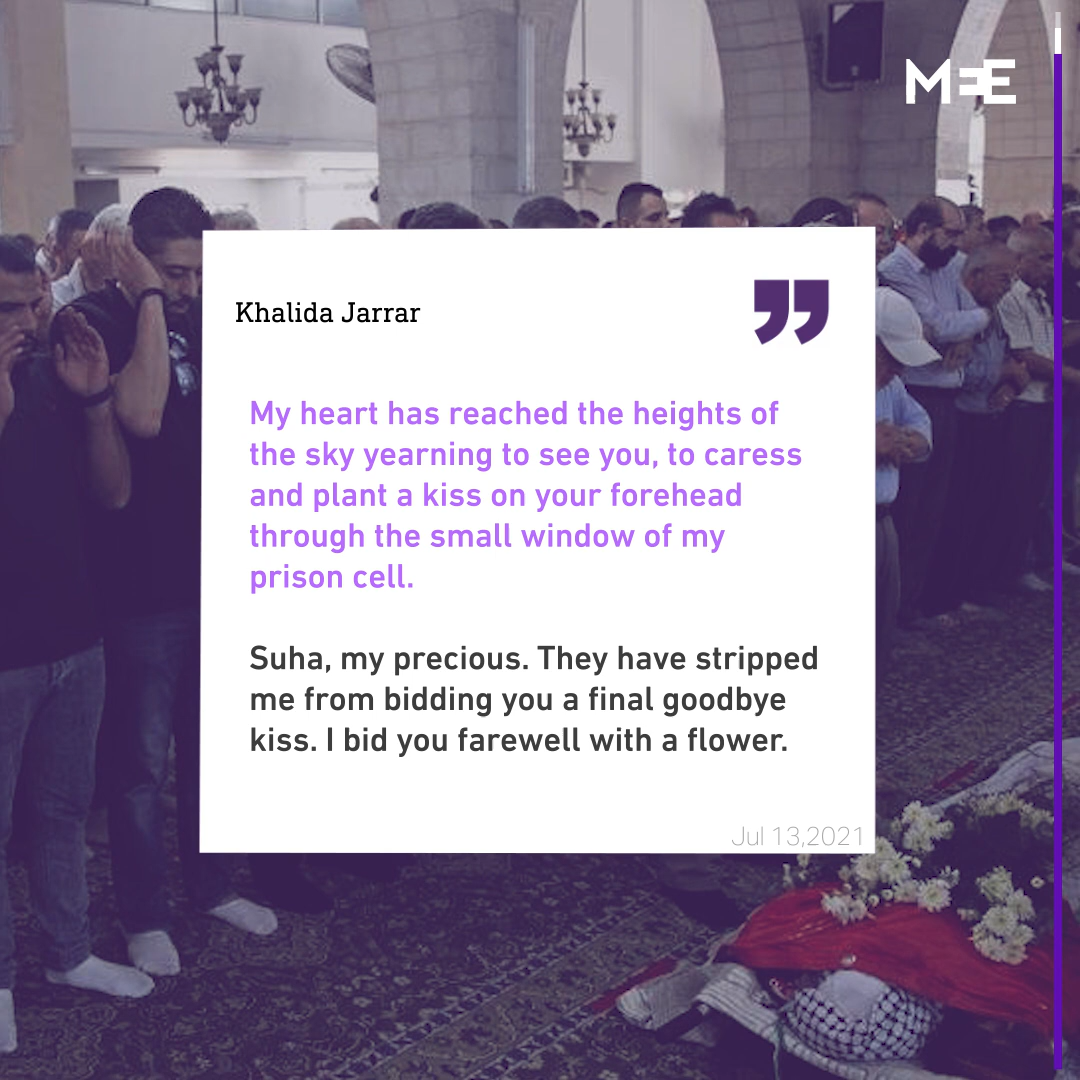 MEE
Khalida Jarrar
”
My heart has reached the heights of
the sky yearning to see you, to caress
and plant a kiss on your forehead
through the small window of my
prison cell.
Suha, my precious. They have stripped
me from bidding you a final goodbye
kiss. I bid you farewell with a flower.
Jul 13,2021